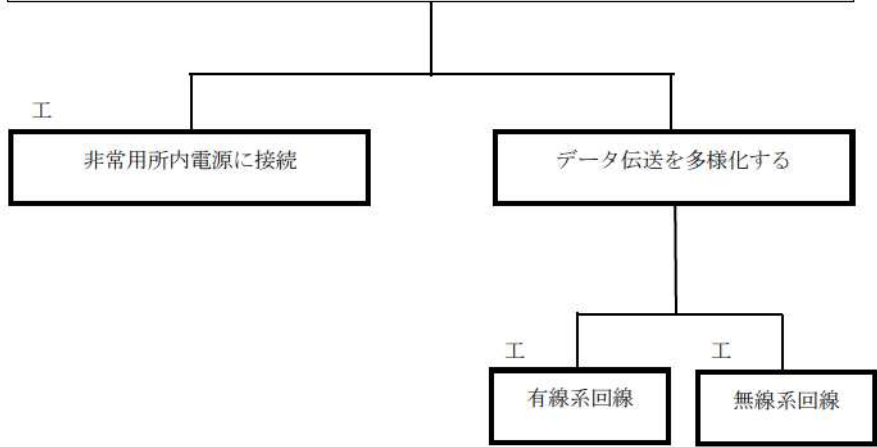 工
非常用所内電源に接続
データ伝送を多様化する
工
工
有線系回線
無線系回線